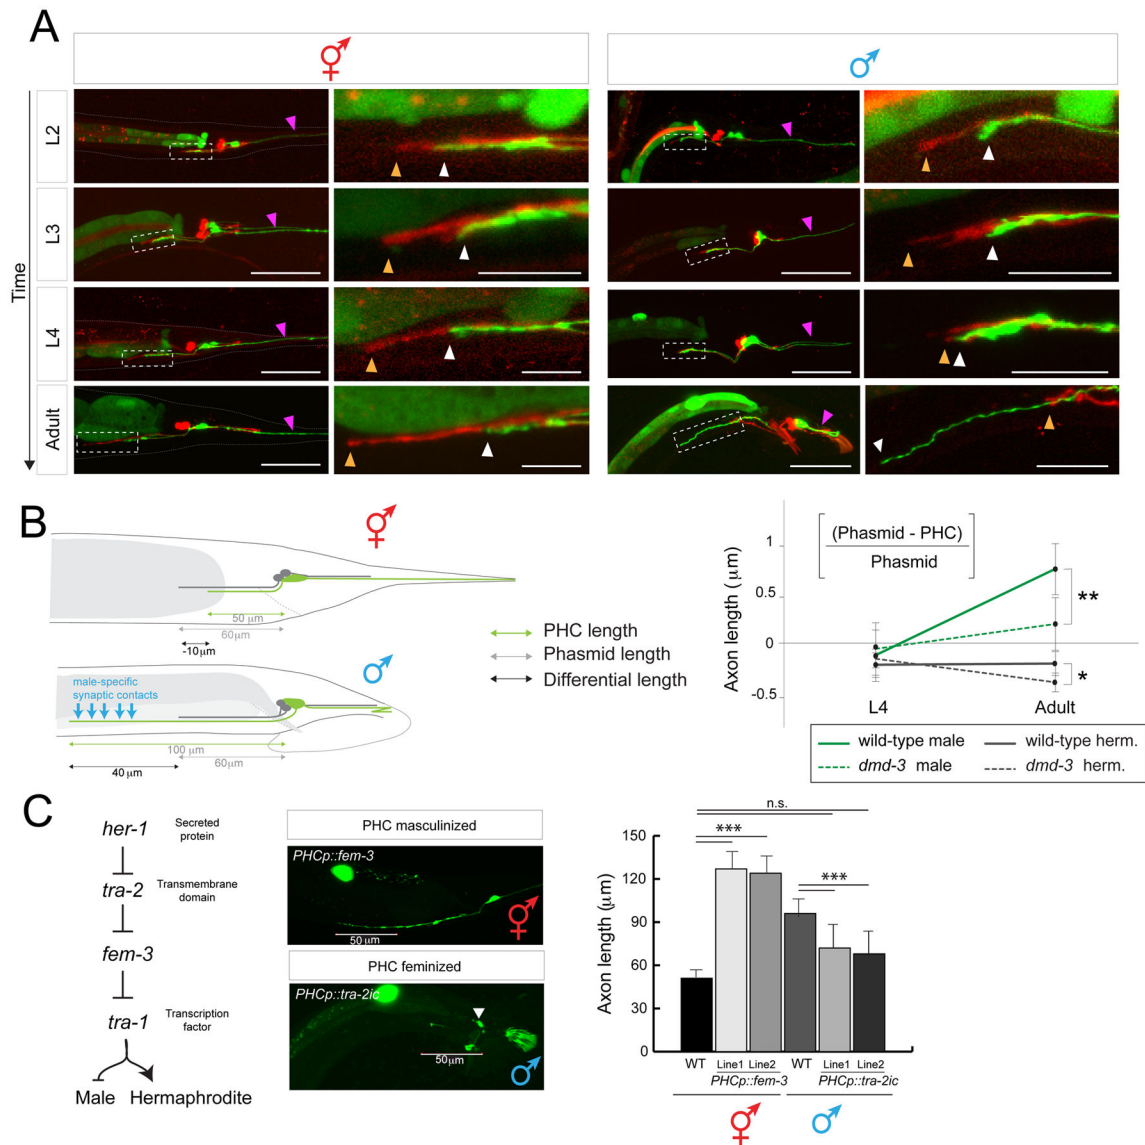 A
Time
L2
L3
L4
Adult
B
50 μm
60μm
-10μm
male-specific
synaptic contacts
100 μm
60μm
40μm
PHC length
Phasmid length
Differential length
(Phasmid - PHC)
Phasmid
Axon length (μm)
1
0.5
0
-0.5
**
*
L4
Adult
wild-type male
wild-type herm.
dmd-3 male
dmd-3 herm.
C
her-1
Secreted
protein
tra-2
Transmembrane
domain
fem-3
tra-1
Transcription
factor
Male
Hermaphrodite
PHC masculinized
PHCp::fem-3
50 μm
PHC feminized
PHCp::tra-2ic
50μm
Axon length (μm)
150
120
90
60
30
0
n.s.
***
***
WT
Line1
Line2
WT
Line1
Line2
PHCp::fem-3
PHCp::tra-2ic